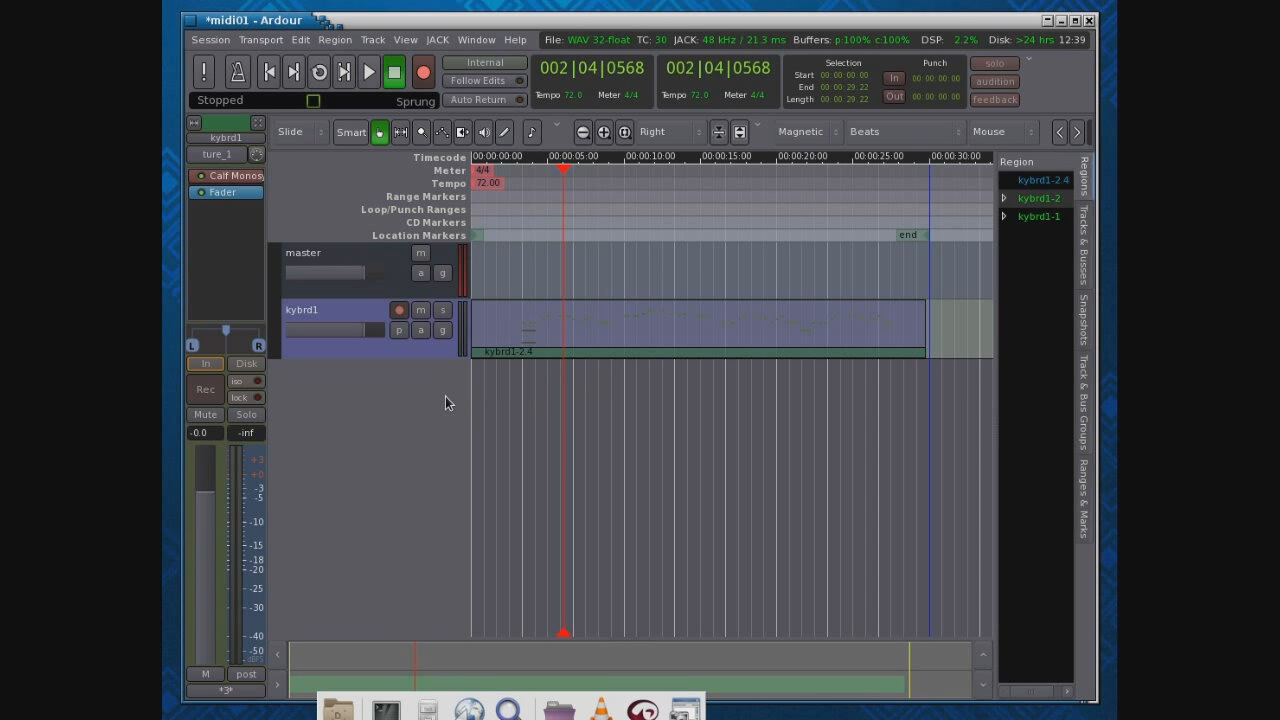 *midi01 - Ardour
Session Transport Edit Region Track View JACK Window Help File: WAV 32-float TC: 30 JACK: 48 kHz / 21.3 ms Buffers: p:100% c:100% DSP: 2.2% Disk: >24 hrs 12:39
Internal
Follow Edits
Auto Return
Stopped Sprung
002|04|0568
Tempo 72.0 Meter 4/4
002|04|0568
Tempo 72.0 Meter 4/4
Selection
Start 00:00:00:00
End 00:00:29:22
Length 00:00:29:22
Punch
In 00:00:00:00
Out 00:00:00:00
solo
audition
feedback
kybrd1
ture_1
Slide Smart Right Magnetic Beats Mouse
Calf Monos
Fader
Timecode 00:00:00:00 00:00:05:00 00:00:10:00 00:00:15:00 00:00:20:00 00:00:25:00 00:00:30:00
Meter 4/4
Tempo 72.00
Range Markers
Loop/Punch Ranges
CD Markers
Location Markers end
master m
a g
kybrd1 m s
p a g
kybrd1-2.4
L R
In Disk
Rec iso
lock
Mute Solo
-0.0 -inf
+3
+0
-3
-5
-10
-15
-18
-20
-25
-30
-40
-50
dBFS
M post
*3*
Region
kybrd1-2.4
kybrd1-2
kybrd1-1
Regions
Tracks & Busses
Snapshots
Track & Bus Groups
Ranges & Marks